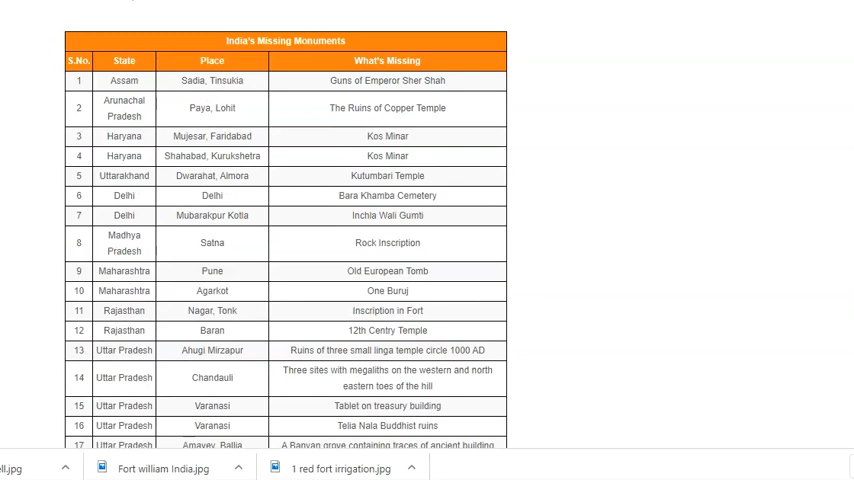 India's Missing Monuments
S.No. State Place What's Missing
1 Assam Sadia, Tinsukia Guns of Emperor Sher Shah
2 Arunachal Pradesh Paya, Lohit The Ruins of Copper Temple
3 Haryana Mujesar, Faridabad Kos Minar
4 Haryana Shahabad, Kurukshetra Kos Minar
5 Uttarakhand Dwarahat, Almora Kutumbari Temple
6 Delhi Delhi Bara Khamba Cemetery
7 Delhi Mubarakpur Kotla Inchla Wali Gumti
8 Madhya Pradesh Satna Rock Inscription
9 Maharashtra Pune Old European Tomb
10 Maharashtra Agarkot One Buruj
11 Rajasthan Nagar, Tonk Inscription in Fort
12 Rajasthan Baran 12th Centry Temple
13 Uttar Pradesh Ahugi Mirzapur Ruins of three small linga temple circle 1000 AD
14 Uttar Pradesh Chandauli Three sites with megaliths on the western and north eastern toes of the hill
15 Uttar Pradesh Varanasi Tablet on treasury building
16 Uttar Pradesh Varanasi Telia Nala Buddhist ruins
17 Uttar Pradesh Amavey, Ballia A Banyan grove containing traces of ancient building
ll.jpg Fort william India.jpg 1 red fort irrigation.jpg